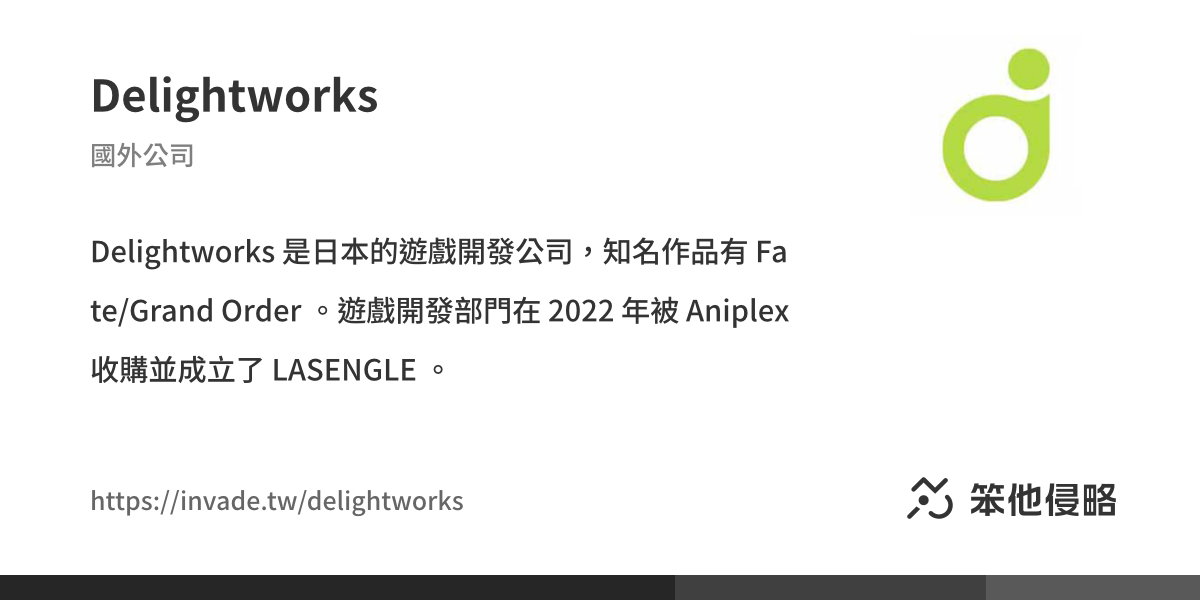 Delightworks
國外公司
Delightworks 是日本的遊戲開發公司，知名作品有 Fa
te/Grand Order 。遊戲開發部門在 2022 年被 Aniplex
收購並成立了 LASENGLE 。
https://invade.tw/delightworks
笨他侵略